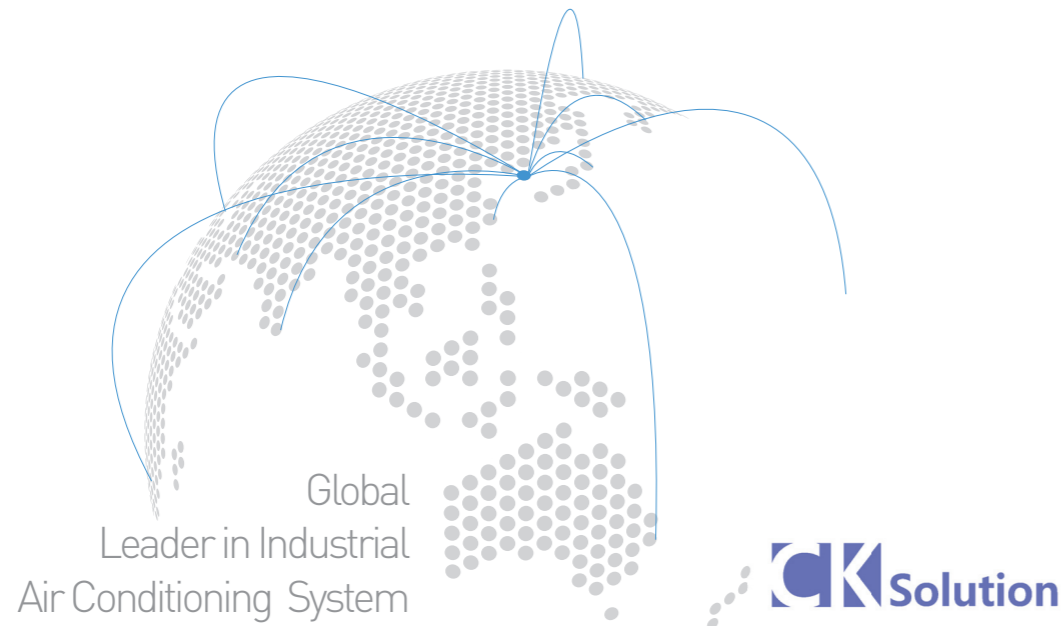 Global
Leader in Industrial
Air Conditioning System
CK Solution